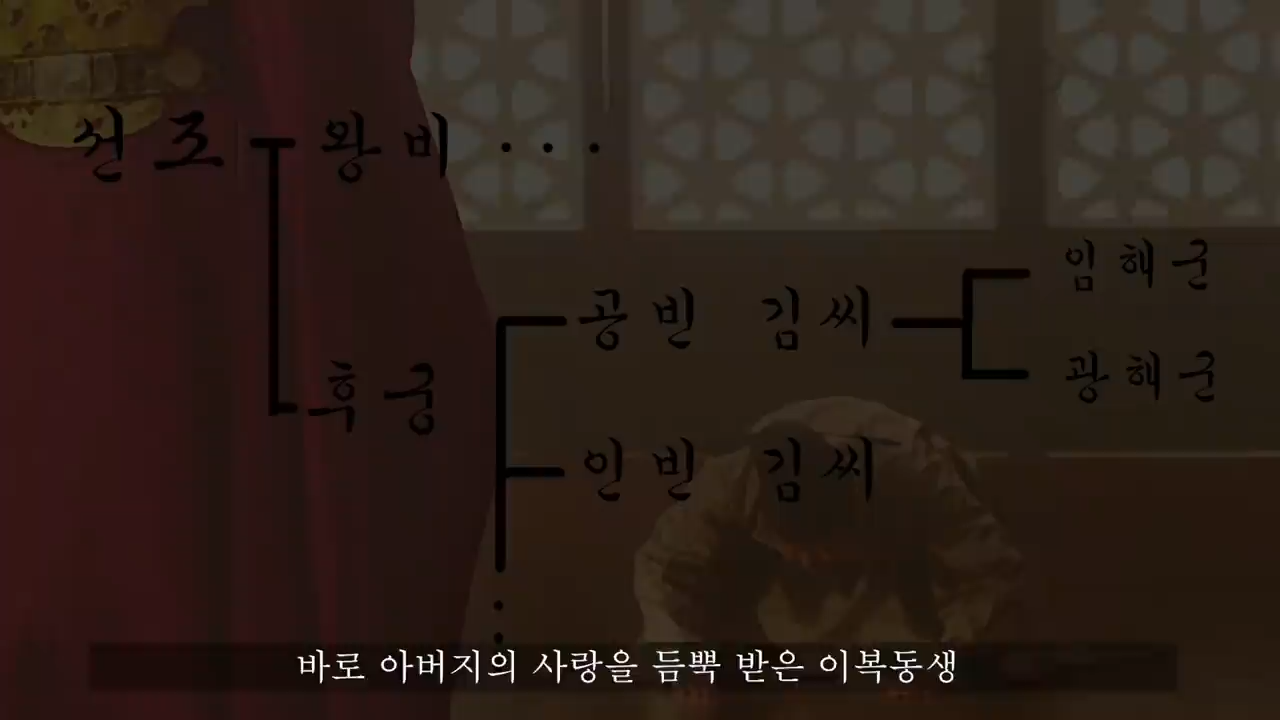 선조 왕비 ...
임해군
공빈 김씨
광해군
후궁
인빈 김씨
바로 아버지의 사랑을 듬뿍 받은 이복동생